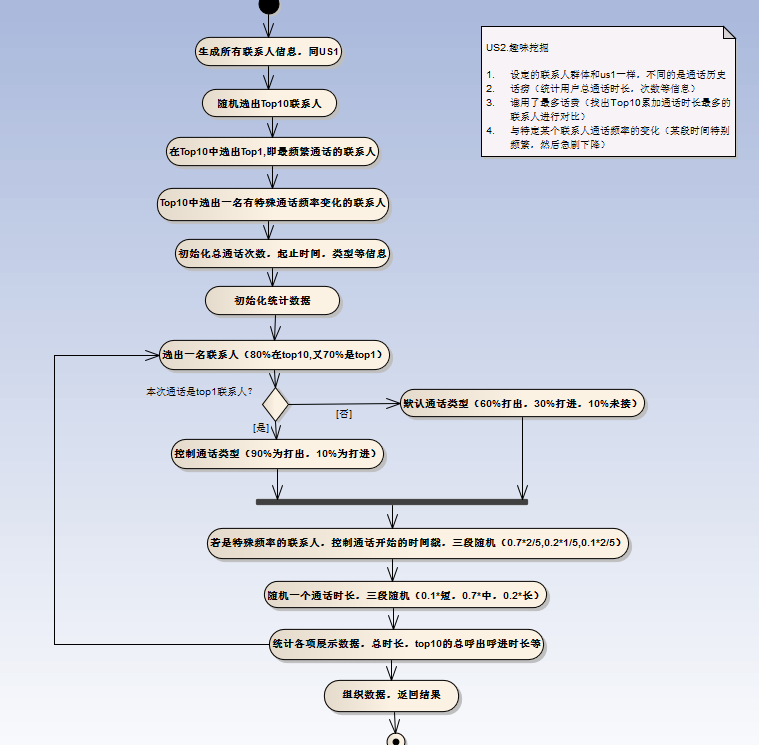 生成所有联系人信息，同US1
随机选出Top10联系人
在Top10中选出Top1,即最频繁通话的联系人
Top10中选出一名有特殊通话频率变化的联系人
初始化总通话次数，起止时间，类型等信息
初始化统计数据
选出一名联系人（80%在top10,又70%是top1）
本次通话是top1联系人?
[否]
默认通话类型（60%打出，30%打进，10%未接）
[是]
控制通话类型（90%为打出，10%为打进）
若是特殊频率的联系人，控制通话开始的时间戳，三段随机（0.7*2/5,0.2*1/5,0.1*2/5）
随机一个通话时长，三段随机（0.1*短，0.7*中，0.2*长）
统计各项展示数据，总时长，top10的总呼出呼进时长等
组织数据，返回结果
US2.趣味挖掘
1. 设定的联系人群体和us1一样，不同的是通话历史
2. 话痨（统计用户总通话时长，次数等信息）
3. 谁用了最多话费（找出Top10累加通话时长最多的
联系人进行对比）
4. 与特定某个联系人通话频率的变化（某段时间特别
频繁，然后急剧下降）